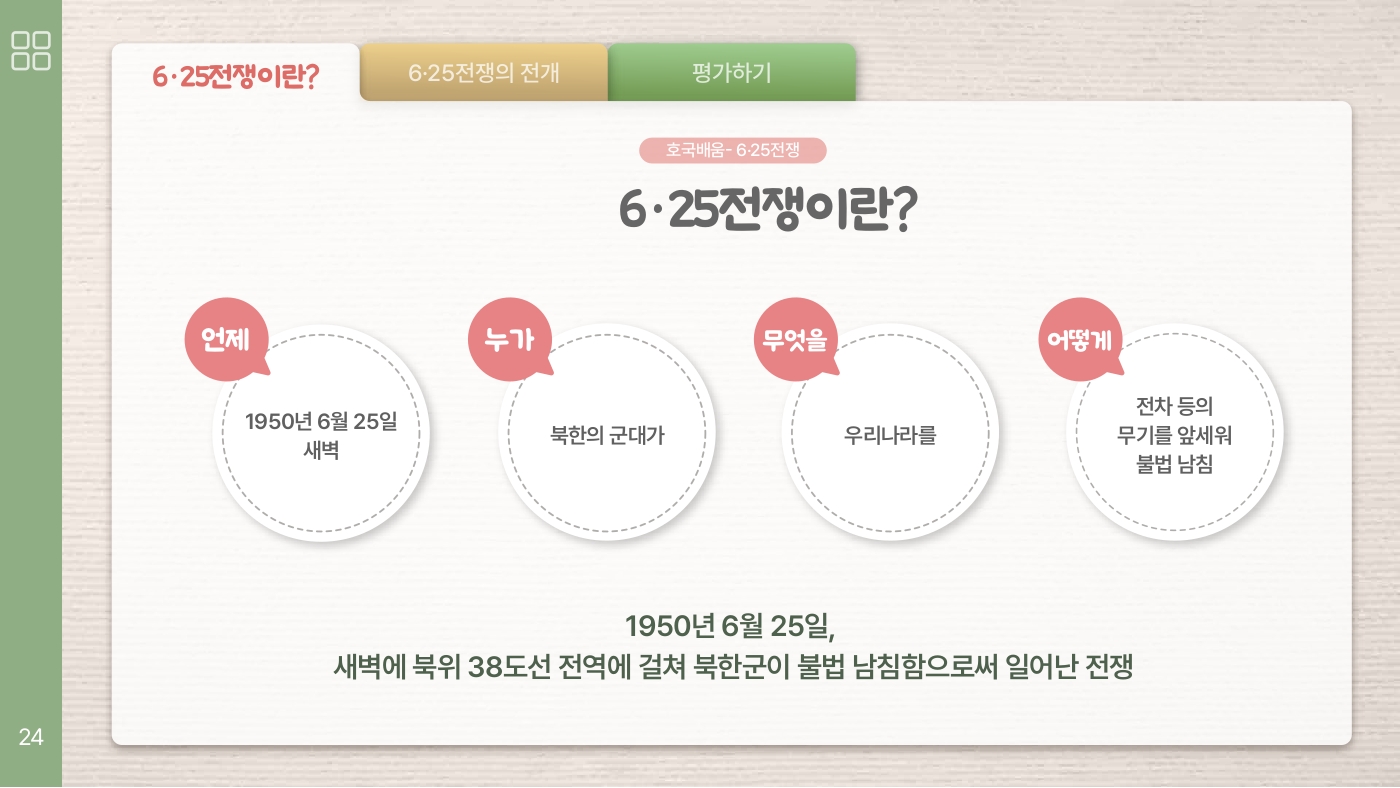 6·25전쟁이란?
6·25전쟁의 전개
평가하기
호국배움- 6·25전쟁
6·25전쟁이란?
언제
1950년 6월 25일
새벽
누가
북한의 군대가
무엇을
우리나라를
어떻게
전차 등의
무기를 앞세워
불법 남침
1950년 6월 25일,
새벽에 북위 38도선 전역에 걸쳐 북한군이 불법 남침함으로써 일어난 전쟁
24